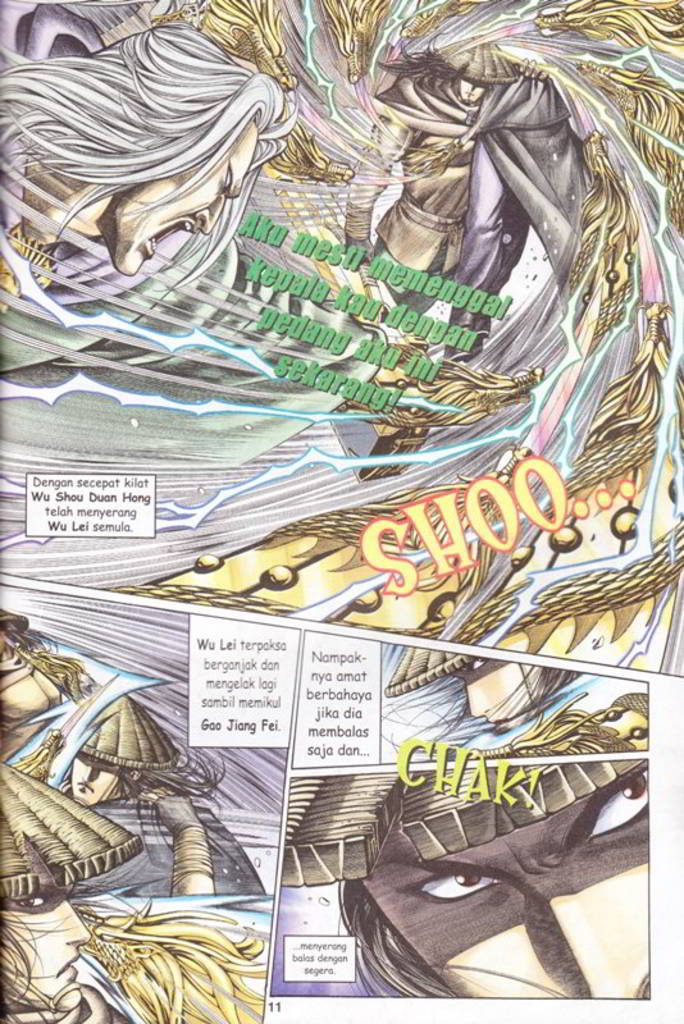 Aku mesti memenggal
kepala kau dengan
pedang aku ini
sekarang!
Dengan secepat kilat
Wu Shou Duan Hong
telah menyerang
Wu Lei semula.
SHOO...
Wu Lei terpaksa
berganjak dan
mengelak lagi
sambil memikul
Gao Jiang Fei.
Nampak-
nya amat
berbahaya
jika dia
membalas
saja dan...
CHAK!
...menyerang
balas dengan
segera.
11